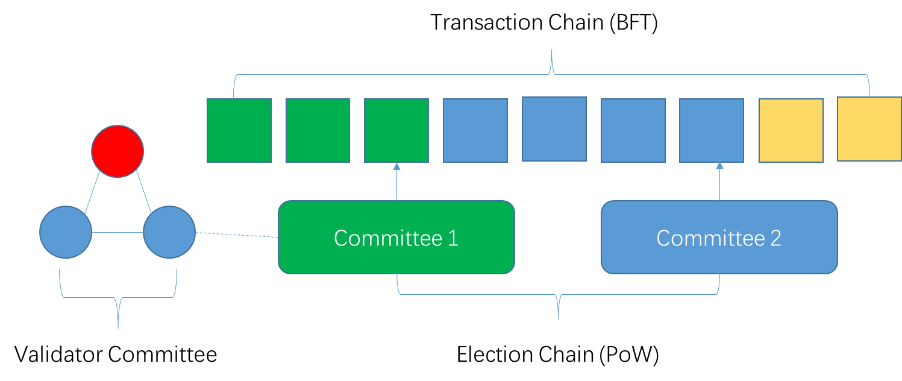 Transaction Chain (BFT)
Committee 1
Committee 2
Validator Committee
Election Chain (PoW)